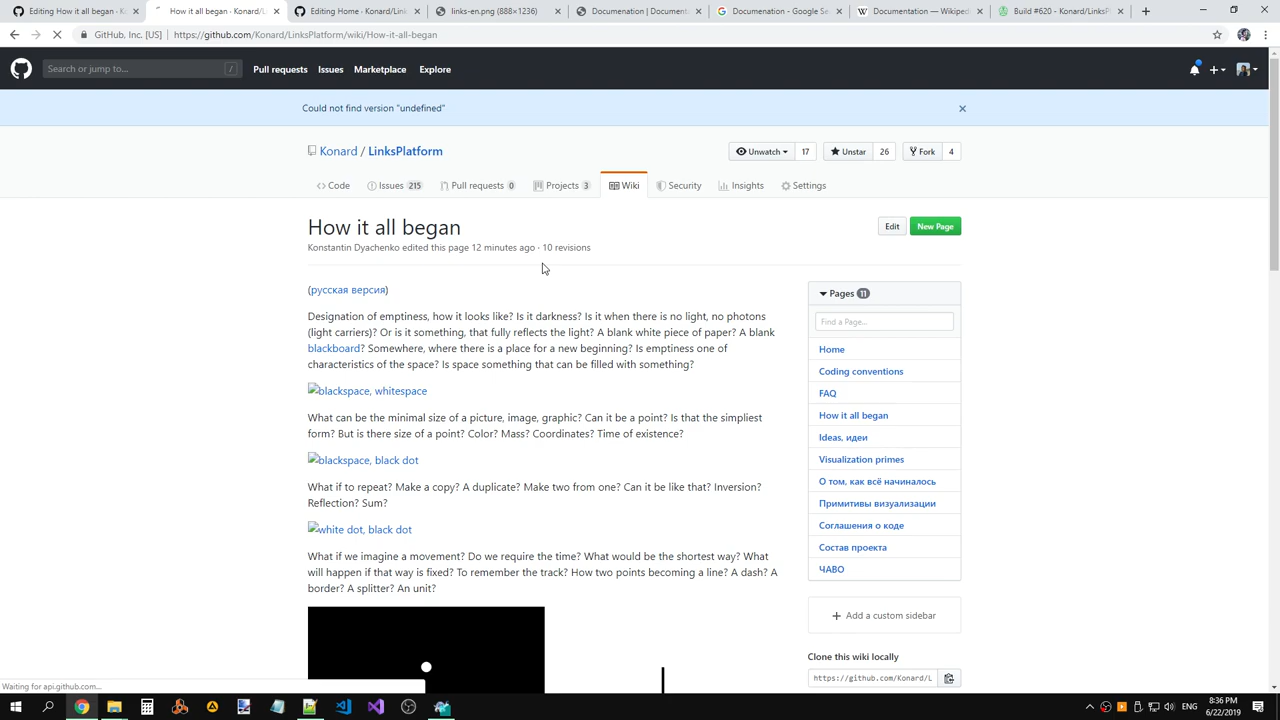 Editing How it all began · Kona
How it all began · Konard/LinksP
Editing Home · Konard/LinksP
links-en.png (888×1236)
Documentation | Documentat
Documenation - Google Searc
Documentation — Wikipedia
Build #620 - Konard/LinksPlatf
GitHub, Inc. [US] | https://github.com/Konard/LinksPlatform/wiki/How-it-all-began
Search or jump to...
/
Pull requests
Issues
Marketplace
Explore
Could not find version "undefined"
Konard / LinksPlatform
Unwatch 17
Unstar 26
Fork 4
Code
Issues 215
Pull requests 0
Projects 3
Wiki
Security
Insights
Settings
How it all began
Edit
New Page
Konstantin Dyachenko edited this page 12 minutes ago · 10 revisions
(русская версия)
Designation of emptiness, how it looks like? Is it darkness? Is it when there is no light, no photons
(light carriers)? Or is it something, that fully reflects the light? A blank white piece of paper? A blank
blackboard? Somewhere, where there is a place for a new beginning? Is emptiness one of
characteristics of the space? Is space something that can be filled with something?
blackspace, whitespace
What can be the minimal size of a picture, image, graphic? Can it be a point? Is that the simpliest
form? But is there size of a point? Color? Mass? Coordinates? Time of existence?
blackspace, black dot
What if to repeat? Make a copy? A duplicate? Make two from one? Can it be like that? Inversion?
Reflection? Sum?
white dot, black dot
What if we imagine a movement? Do we require the time? What would be the shortest way? What
will happen if that way is fixed? To remember the track? How two points becoming a line? A dash? A
border? A splitter? An unit?
Pages 11
Find a Page...
Home
Coding conventions
FAQ
How it all began
Ideas, идеи
Visualization primes
О том, как всё начиналось
Примитивы визуализации
Соглашения о коде
Состав проекта
ЧАВО
Add a custom sidebar
Clone this wiki locally
https://github.com/Konard/L
Waiting for api.github.com...
ENG
8:36 PM
6/22/2019